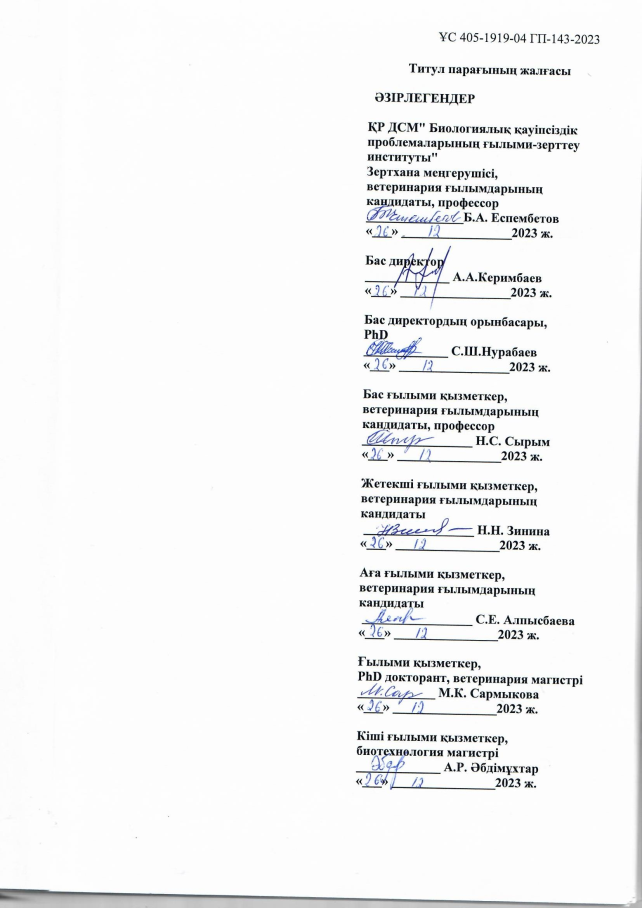 ҰС 405-1919-04 ГП-143-2023
Титул парағының жалғасы
ӘЗІРЛЕГЕНДЕР
ҚР ДСМ" Биологиялық қауіпсіздік
проблемаларының ғылыми-зерттеу
институты"
Зертхана меңгерушісі,
ветеринария ғылымдарының
кандидаты, профессор
Б.А. Еспембетов
«26» 12 2023 ж.
Бас директор
А.А.Керимбаев
«26» 12 2023 ж.
Бас директордың орынбасары,
PhD
С.Ш.Нурабаев
«26» 12 2023 ж.
Бас ғылыми қызметкер,
ветеринария ғылымдарының
кандидаты, профессор
Н.С. Сырым
«26» 12 2023 ж.
Жетекші ғылыми қызметкер,
ветеринария ғылымдарының
кандидаты
Н.Н. Зинина
«26» 12 2023 ж.
Аға ғылыми қызметкер,
ветеринария ғылымдарының
кандидаты
С.Е. Алпысбаева
«26» 12 2023 ж.
Ғылыми қызметкер,
PhD докторант, ветеринария магистрі
М.К. Сармыкова
«26» 12 2023 ж.
Кіші ғылыми қызметкер,
биотехнология магистрі
А.Р. Әбдімұхтар
«26» 12 2023 ж.